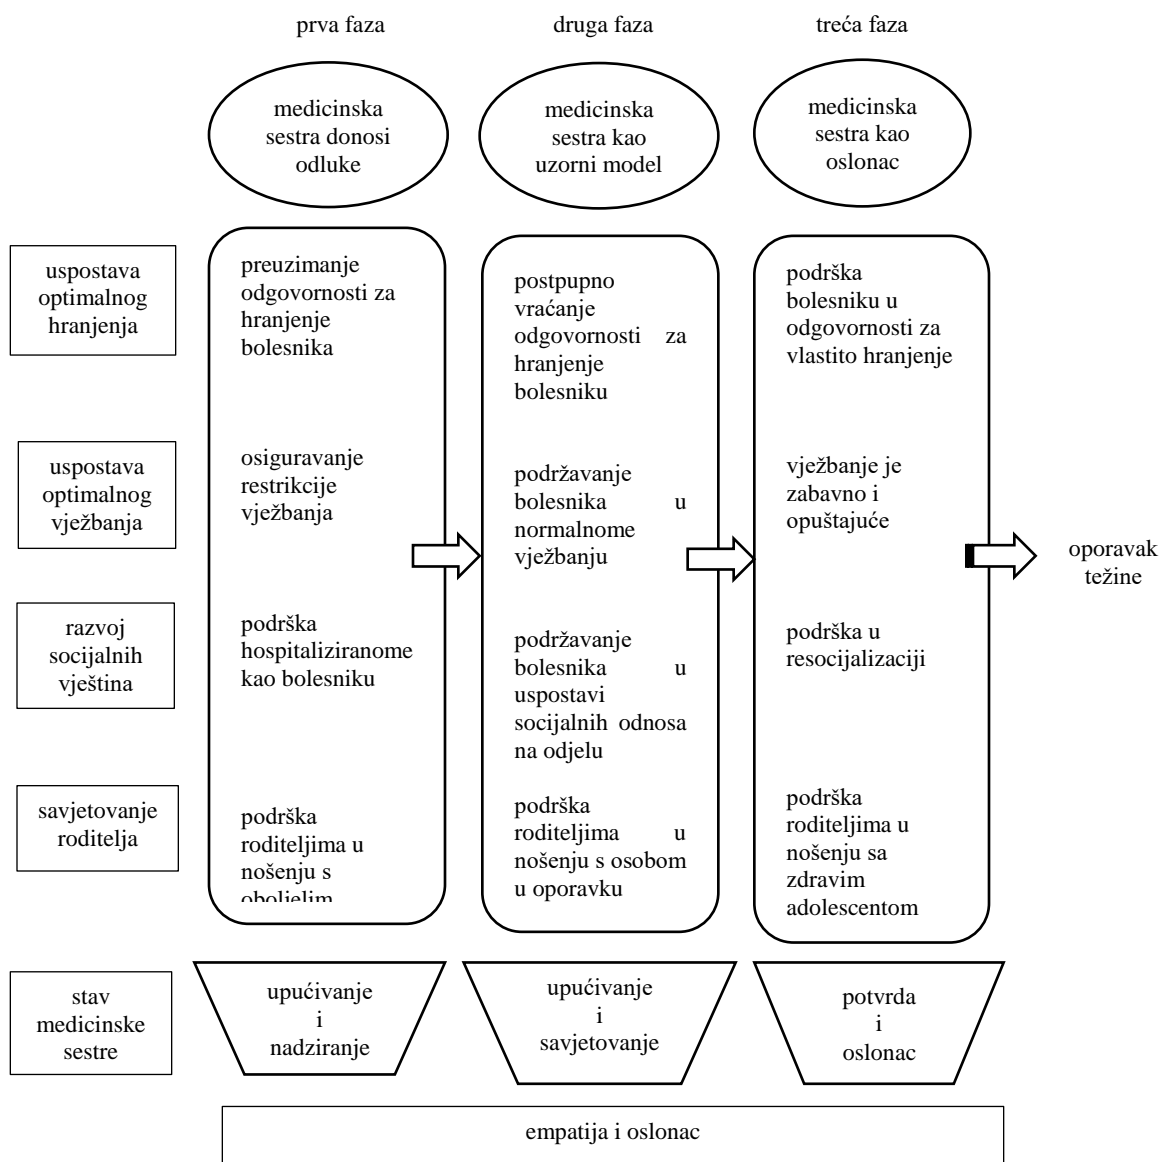 prva faza
druga faza
treća faza
medicinska
sestra donosi
odluke
medicinska
sestra kao
uzorni model
medicinska
sestra kao
oslonac
uspostava
optimalnog
hranjenja
preuzimanje
odgovornosti za
hranjenje
bolesnika
postpupno
vraćanje
odgovornosti za
hranjenje
bolesniku
podrška
bolesniku u
odgovornosti za
vlastito hranjenje
uspostava
optimalnog
vježbanja
osiguravanje
restrikcije
vježbanja
podržavanje
bolesnika u
normalnome
vježbanju
vježbanje je
zabavno i
opuštajuće
oporavak
težine
razvoj
socijalnih
vještina
podrška
hospitaliziranome
kao bolesniku
podržavanje
bolesnika u
uspostavi
socijalnih odnosa
na odjelu
podrška u
resocijalizaciji
savjetovanje
roditelja
podrška
roditeljima u
nošenju s
oboljelim
podrška
roditeljima u
nošenju s osobom
u oporavku
podrška
roditeljima u
nošenju sa
zdravim
adolescentom
stav
medicinske
sestre
upućivanje
i
nadziranje
upućivanje
i
savjetovanje
potvrda
i
oslonac
empatija i oslonac